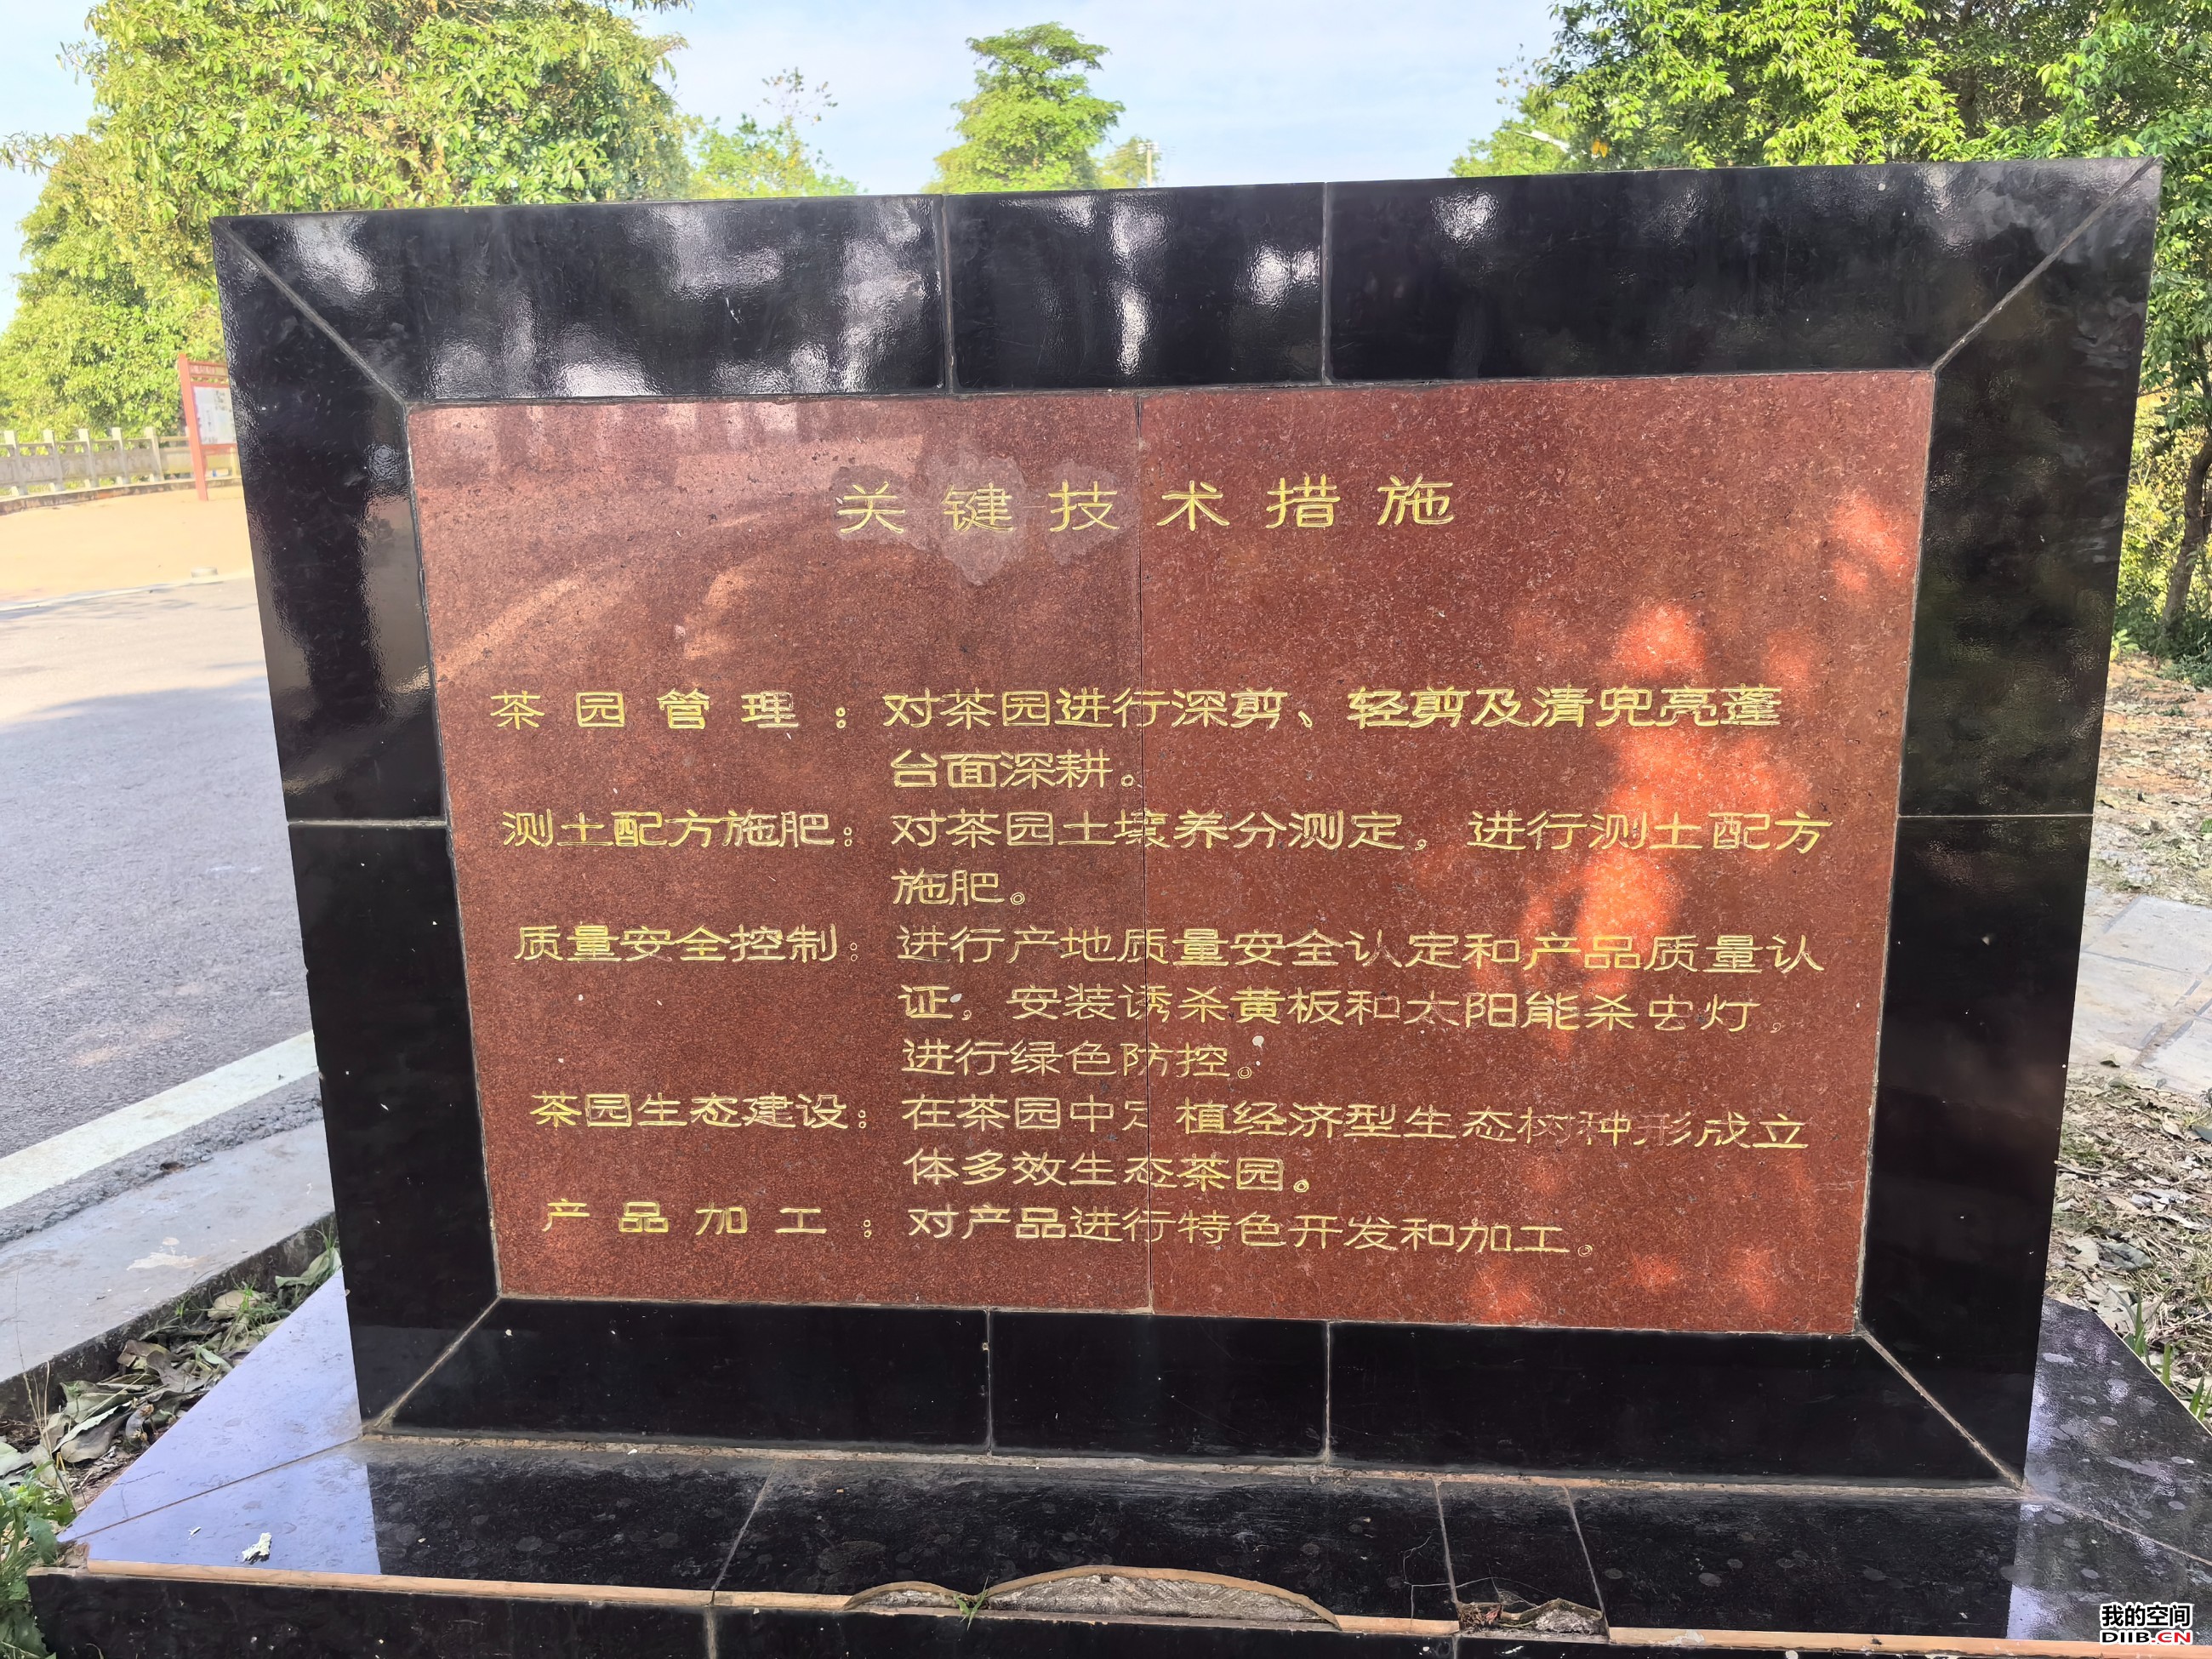 关键技术措施
茶园管理：对茶园进行深剪、轻剪及清兜亮蓬
台面深耕。
测土配方施肥：对茶园土壤养分测定，进行测土配方
施肥。
质量安全控制：进行产地质量安全认定和产品质量认
证，安装诱杀黄板和太阳能杀虫灯，
进行绿色防控。
茶园生态建设：在茶园中定植经济型生态树种形成立
体多效生态茶园。
产品加工：对产品进行特色开发和加工。
我的空间
DIIB.CN